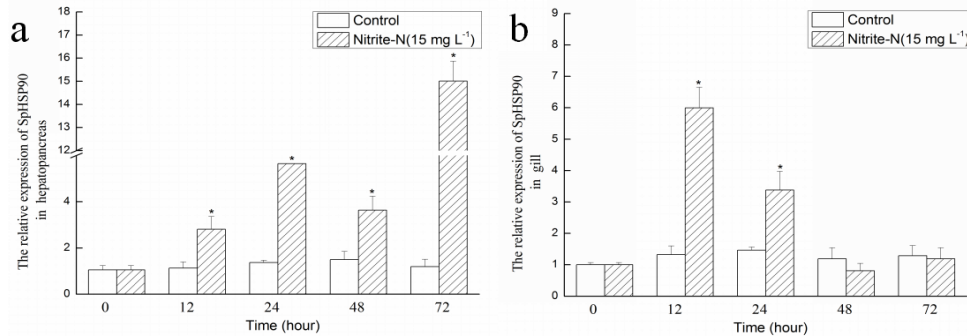 a
The relative expression of SpHSP90
in hepatopancreas
18
17
16
15
14
13
12
6
4
2
0
Control
Nitrite-N(15 mg L-1)
*
*
*
*
0 12 24 48 72
Time (hour)
b
The relative expression of SpHSP90
in gill
9
8
7
6
5
4
3
2
1
0
Control
Nitrite-N(15 mg L-1)
*
*
0 12 24 48 72
Time (hour)